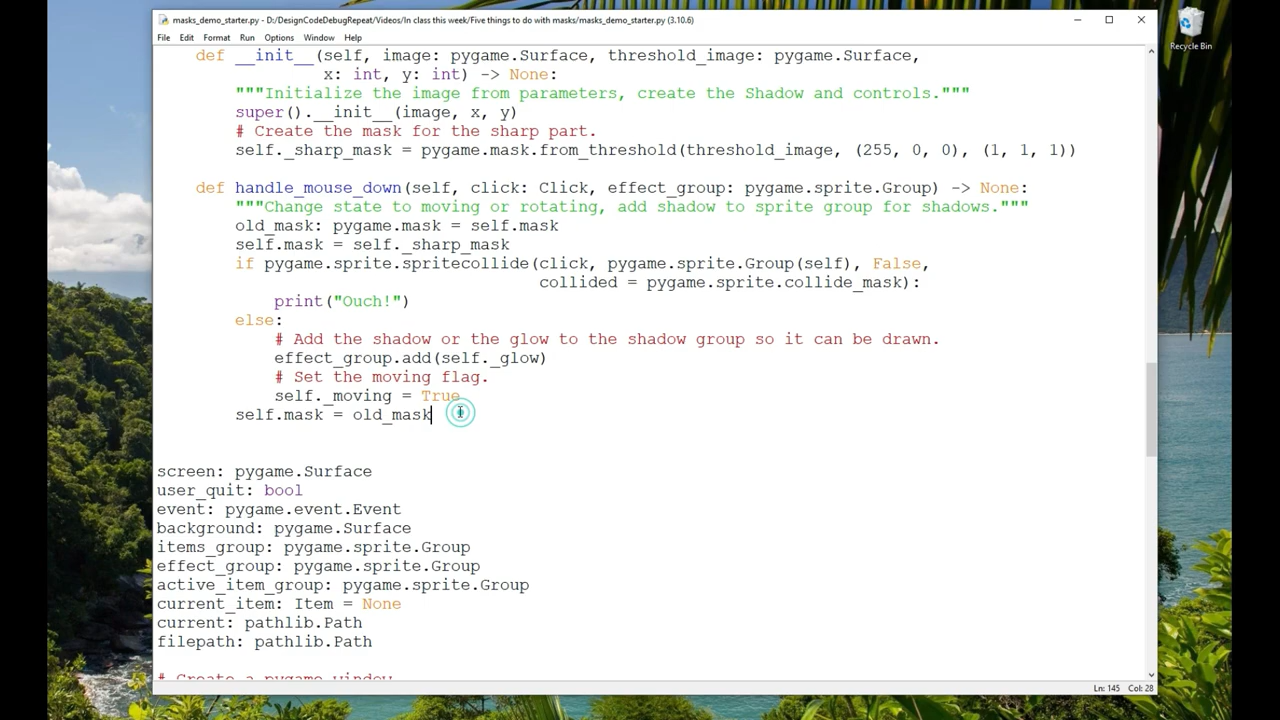 masks_demo_starter.py - D:/DesignCodeDebugRepeat/Videos/In class this week/Five things to do with masks/masks_demo_starter.py (3.10.6)
Recycle Bin
File Edit Format Run Options Window Help
def __init__(self, image: pygame.Surface, threshold_image: pygame.Surface,
x: int, y: int) -> None:
"""Initialize the image from parameters, create the Shadow and controls."""
super().__init__(image, x, y)
# Create the mask for the sharp part.
self._sharp_mask = pygame.mask.from_threshold(threshold_image, (255, 0, 0), (1, 1, 1))
def handle_mouse_down(self, click: Click, effect_group: pygame.sprite.Group) -> None:
"""Change state to moving or rotating, add shadow to sprite group for shadows."""
old_mask: pygame.mask = self.mask
self.mask = self._sharp_mask
if pygame.sprite.spritecollide(click, pygame.sprite.Group(self), False,
collided = pygame.sprite.collide_mask):
print("Ouch!")
else:
# Add the shadow or the glow to the shadow group so it can be drawn.
effect_group.add(self._glow)
# Set the moving flag.
self._moving = True
self.mask = old_mask
screen: pygame.Surface
user_quit: bool
event: pygame.event.Event
background: pygame.Surface
items_group: pygame.sprite.Group
effect_group: pygame.sprite.Group
active_item_group: pygame.sprite.Group
current_item: Item = None
current: pathlib.Path
filepath: pathlib.Path
# Create a pygame window
Ln: 145 Col: 28